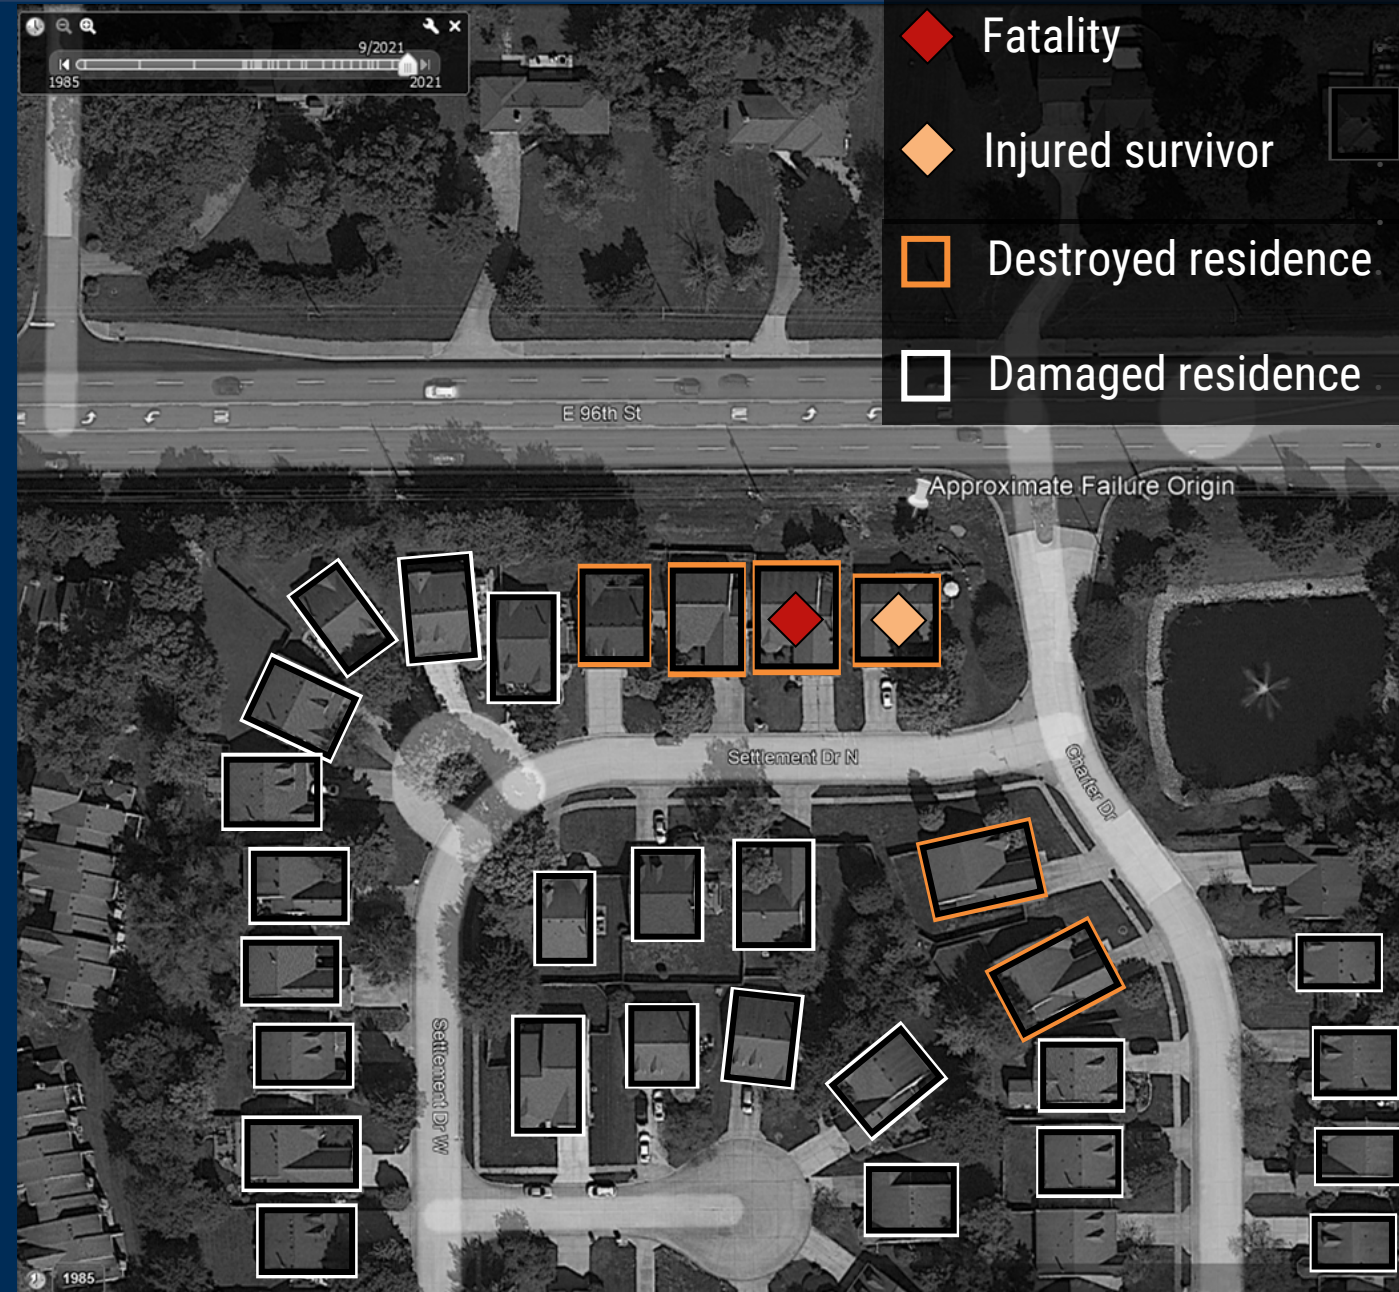 9/2021
1985
2021
Fatality
Injured survivor
Destroyed residence
Damaged residence
E 96th St
Approximate Failure Origin
Settlement Dr N
Charter Dr
Settlement Dr W
1985